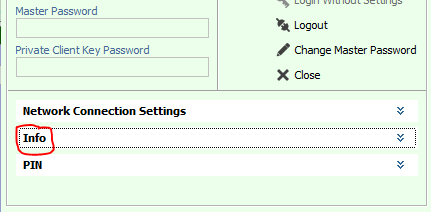 Master Password
Private Client Key Password
Login Without Settings
Logout
Change Master Password
Close
Network Connection Settings
Info
PIN